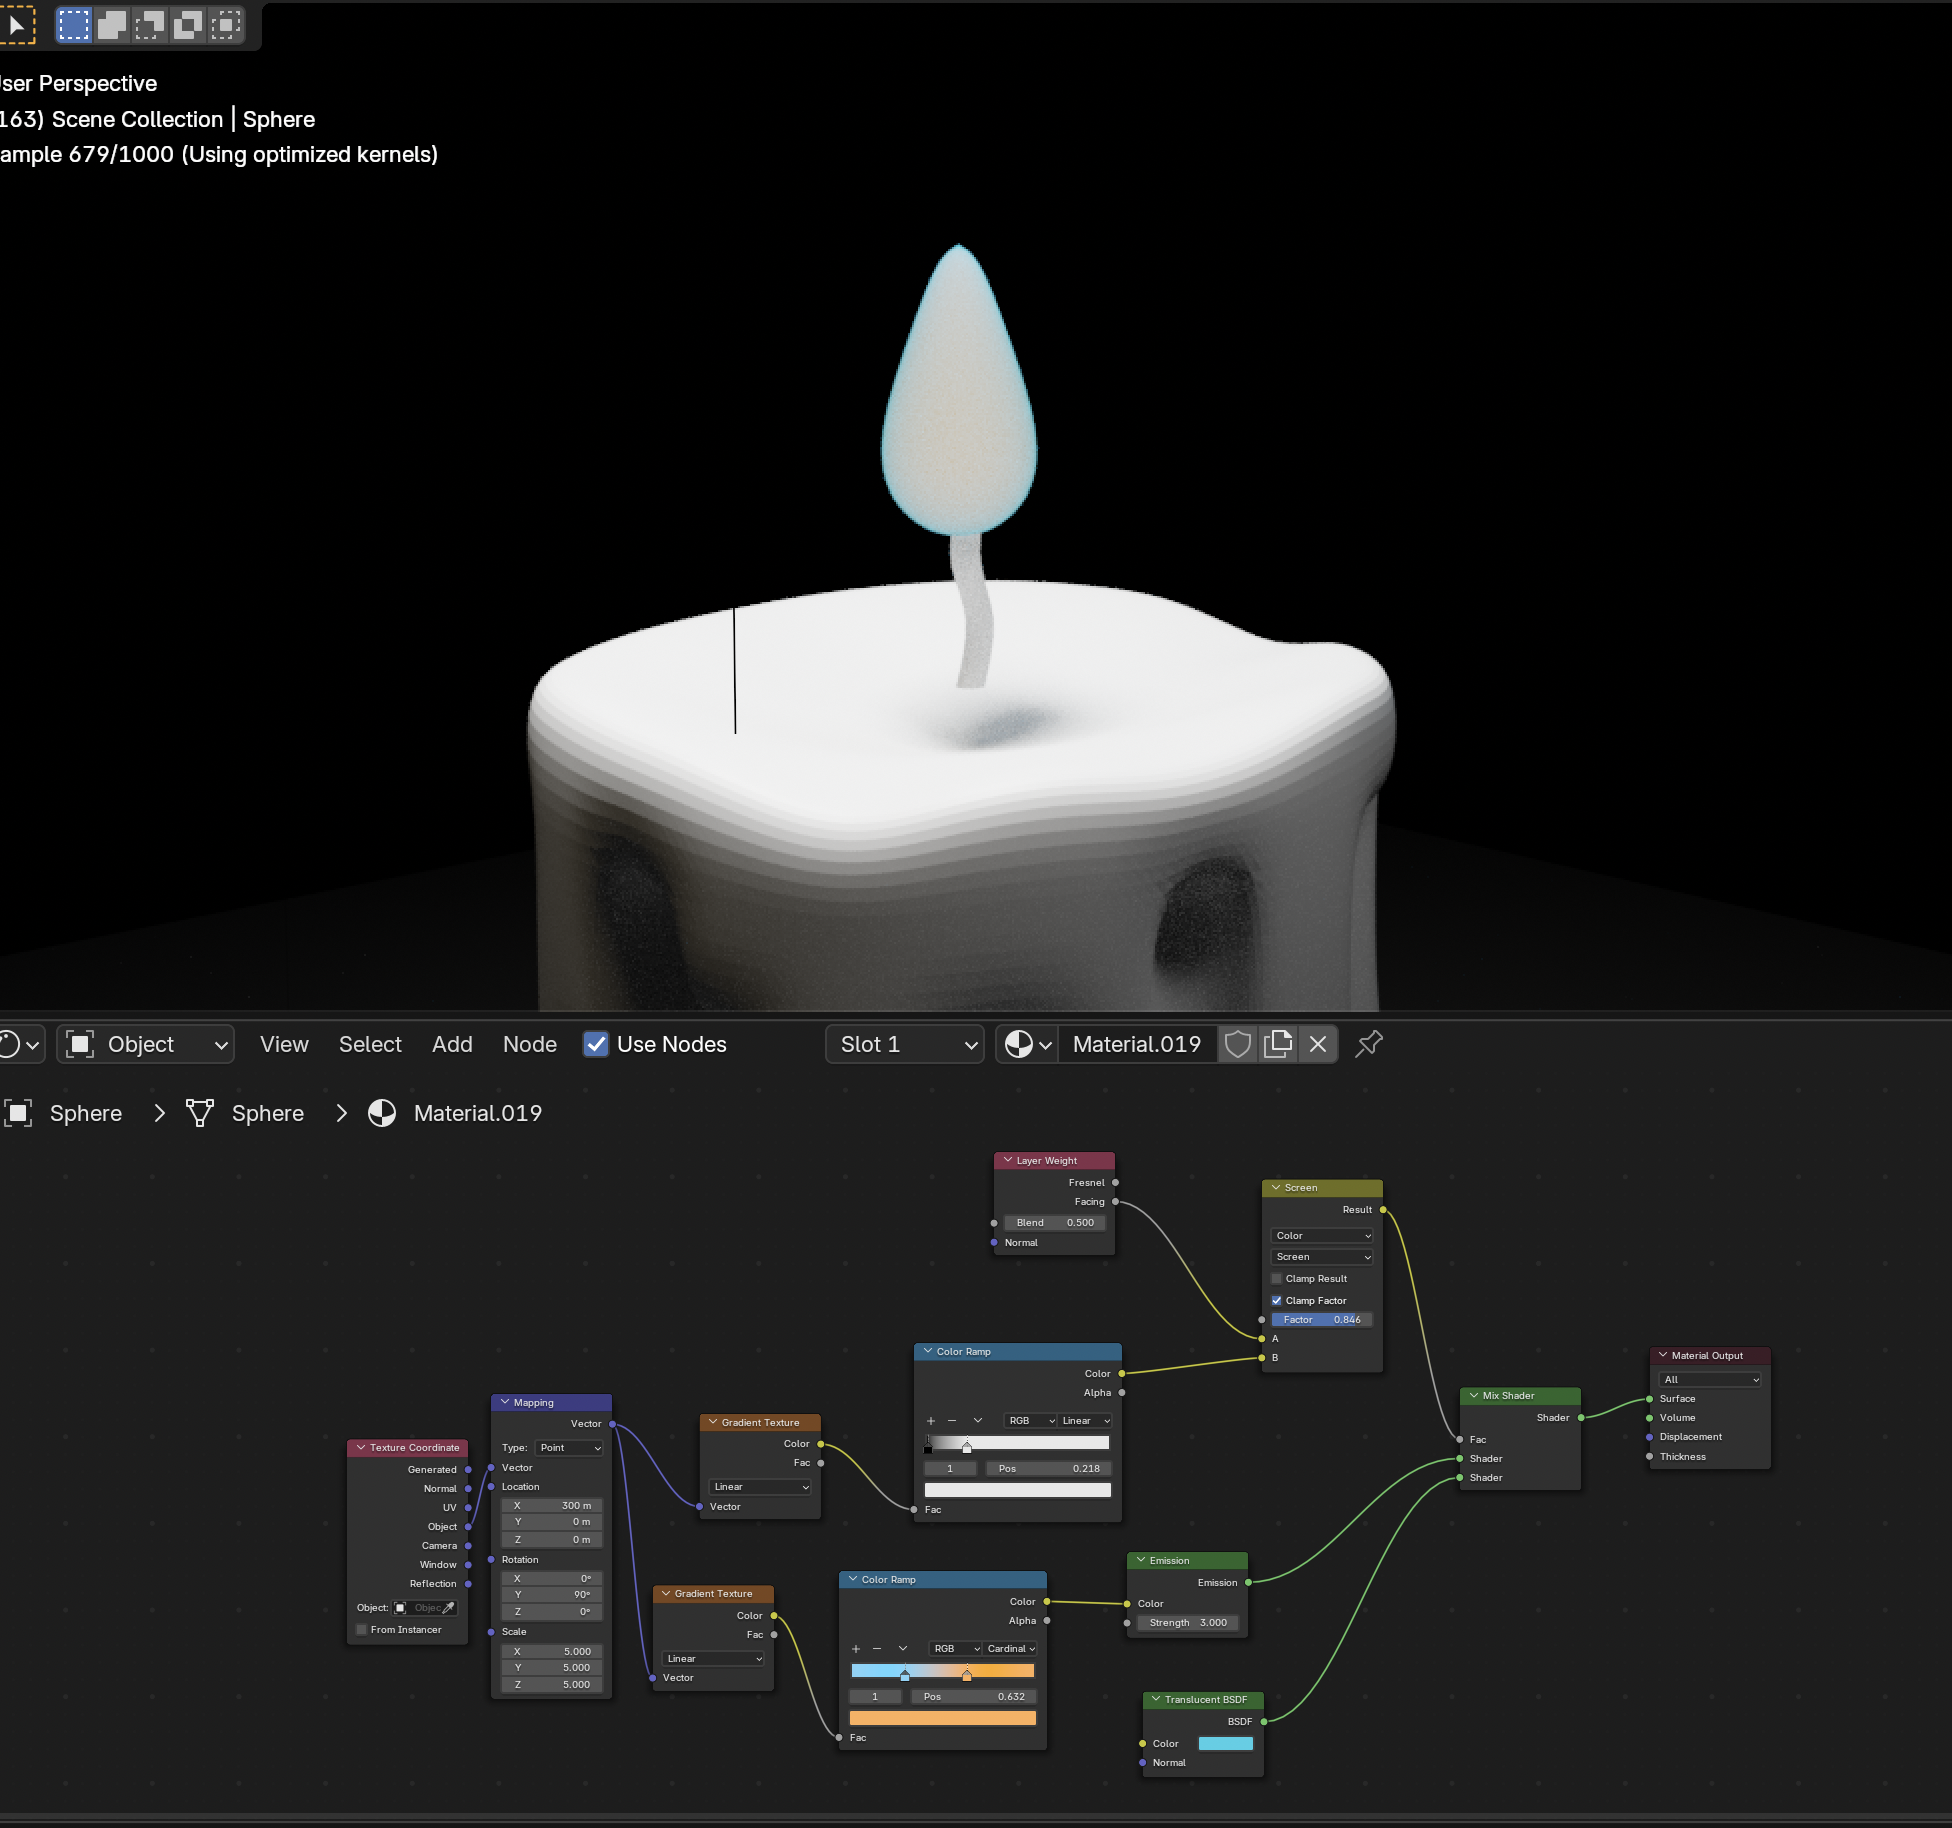 ser Perspective
163) Scene Collection | Sphere
ample 679/1000 (Using optimized kernels)
Object
View
Select
Add
Node
Use Nodes
Slot 1
Material.019
Sphere
Sphere
Material.019
Layer Weight
Fresnel
Facing
Blend 0.500
Normal
Screen
Result
Color
Screen
Clamp Result
Clamp Factor
Factor 0.846
A
B
Color Ramp
Color
Alpha
RGB Linear
1 Pos 0.218
Fac
Material Output
All
Surface
Volume
Displacement
Thickness
Mix Shader
Shader
Fac
Shader
Shader
Mapping
Vector
Type: Point
Vector
Location
X 300 m
Y 0 m
Z 0 m
Rotation
X 0°
Y 90°
Z 0°
Scale
X 5.000
Y 5.000
Z 5.000
Gradient Texture
Color
Fac
Linear
Vector
Texture Coordinate
Generated
Normal
UV
Object
Camera
Window
Reflection
Object: Objec
From Instancer
Gradient Texture
Color
Fac
Linear
Vector
Color Ramp
Color
Alpha
RGB Cardinal
1 Pos 0.632
Fac
Emission
Emission
Color
Strength 3.000
Translucent BSDF
BSDF
Color
Normal